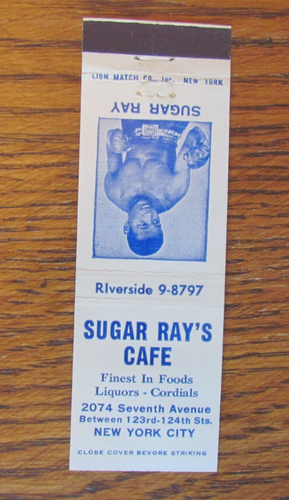 LION MATCH CO., Inc. NEW YORK
SUGAR RAY
RIverside 9-8797
SUGAR RAY'S
CAFE
Finest In Foods
Liquors - Cordials
2074 Seventh Avenue
Between 123rd-124th Sts.
NEW YORK CITY
CLOSE COVER BEFORE STRIKING